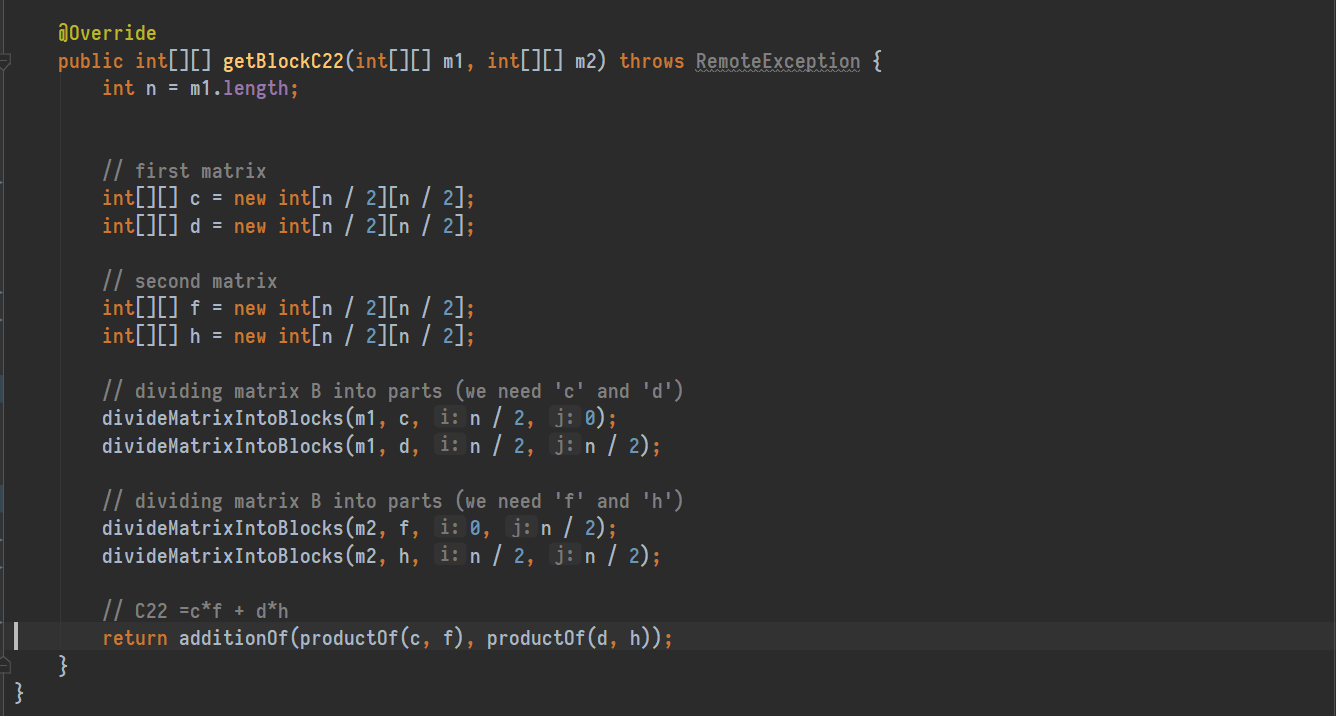 @Override
public int[][] getBlockC22(int[][] m1, int[][] m2) throws RemoteException {
int n = m1.length;
// first matrix
int[][] c = new int[n / 2][n / 2];
int[][] d = new int[n / 2][n / 2];
// second matrix
int[][] f = new int[n / 2][n / 2];
int[][] h = new int[n / 2][n / 2];
// dividing matrix B into parts (we need 'c' and 'd')
divideMatrixIntoBlocks(m1, c, i: n / 2, j: 0);
divideMatrixIntoBlocks(m1, d, i: n / 2, j: n / 2);
// dividing matrix B into parts (we need 'f' and 'h')
divideMatrixIntoBlocks(m2, f, i: 0, j: n / 2);
divideMatrixIntoBlocks(m2, h, i: n / 2, j: n / 2);
// C22 =c*f + d*h
return additionOf(productOf(c, f), productOf(d, h));
}
}